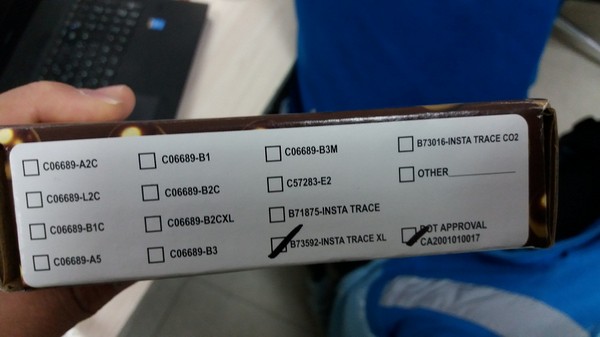 C06689-A2C
C06689-L2C
C06689-B1C
C06689-A5
C06689-B1
C06689-B2C
C06689-B2CXL
C06689-B3
C06689-B3M
C57283-E2
B71875-INSTA TRACE
B73592-INSTA TRACE XL
B73016-INSTA TRACE CO2
OTHER
DOT APPROVAL
CA2001010017